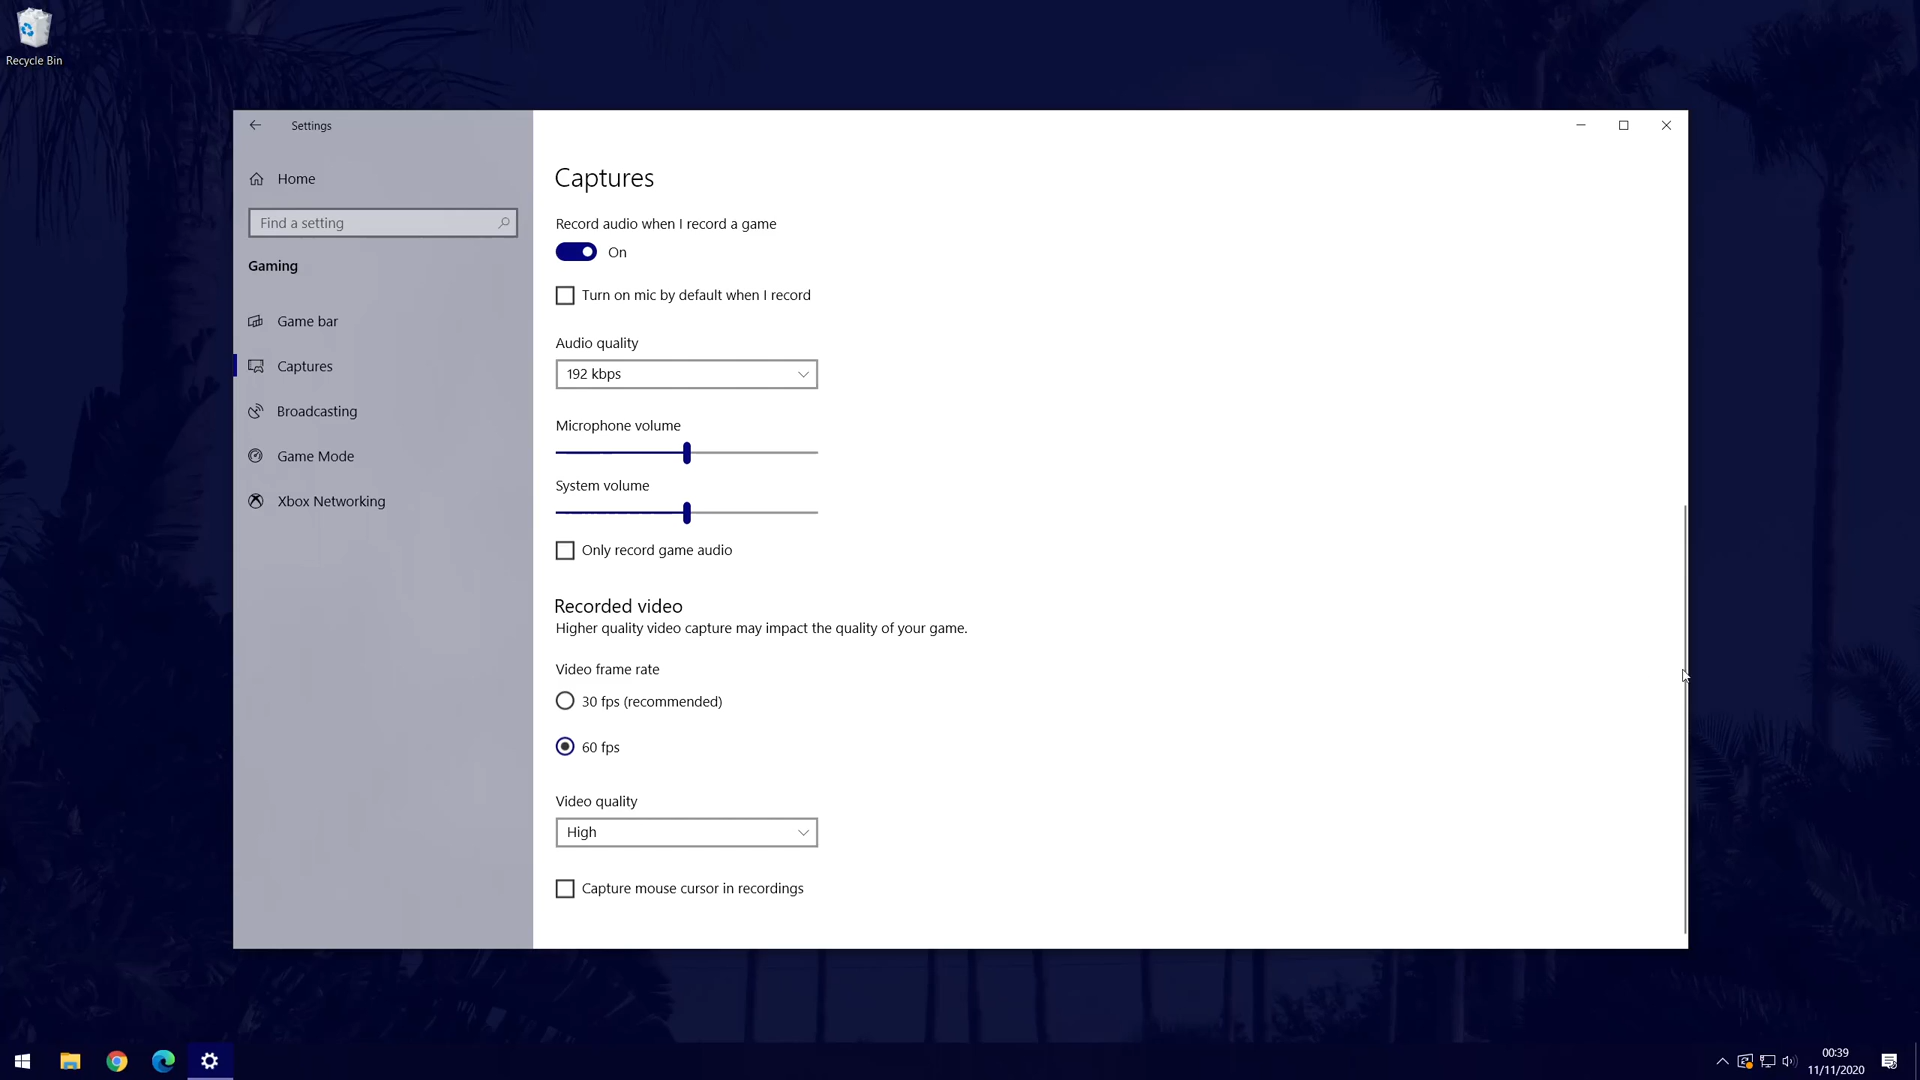 Recycle Bin
Settings
Home
Find a setting
Gaming
Game bar
Captures
Broadcasting
Game Mode
Xbox Networking
Captures
Record audio when I record a game
On
Turn on mic by default when I record
Audio quality
192 kbps
Microphone volume
System volume
Only record game audio
Recorded video
Higher quality video capture may impact the quality of your game.
Video frame rate
30 fps (recommended)
60 fps
Video quality
High
Capture mouse cursor in recordings
00:39
11/11/2020